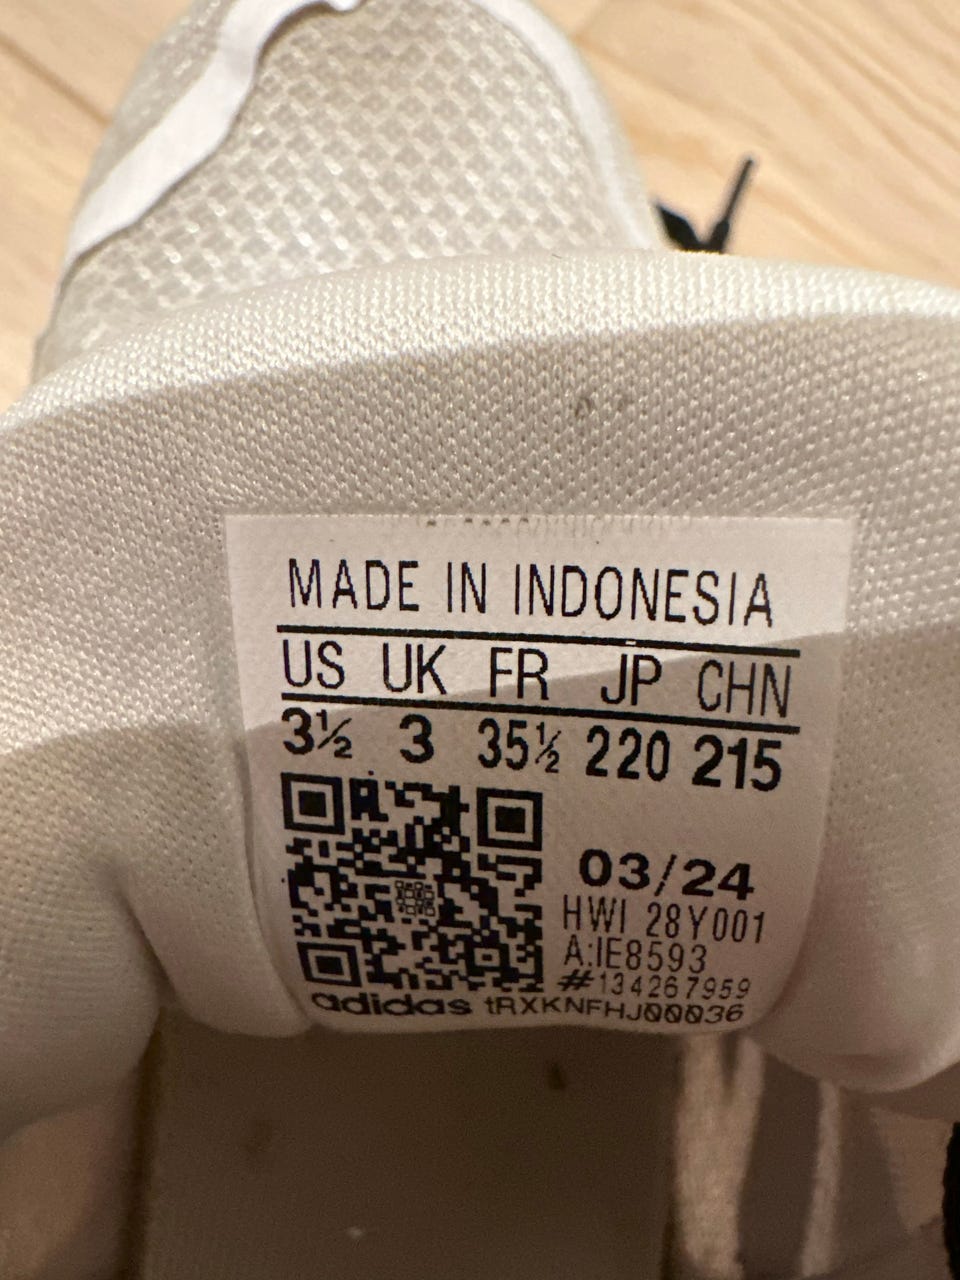 MADE IN INDONESIA
US UK FR JP CHN
3½ 3 35½ 220 215
03/24
HWI 28Y001
A:IE8593
#134267959
adidas tRXKNFHJ00036